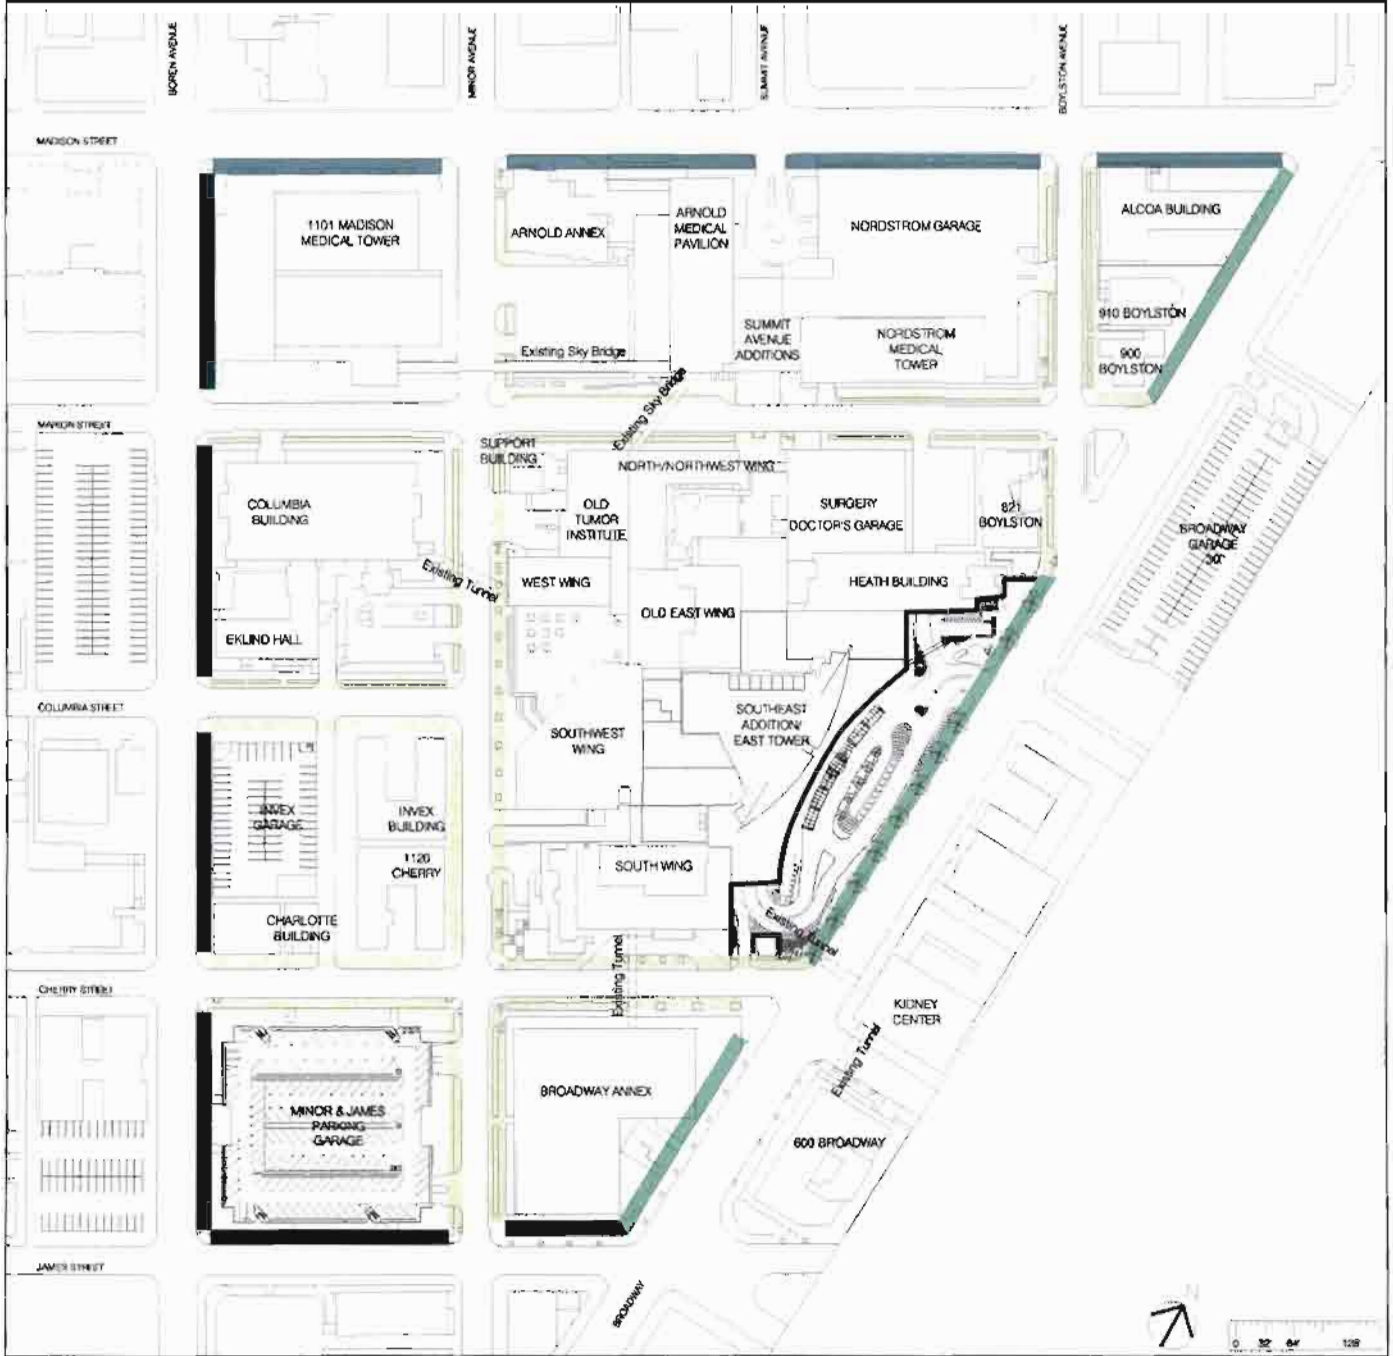 BOREN AVENUE
MINOR AVENUE
SUMMIT AVENUE
BOYLSTON AVENUE
MADISON STREET
1101 MADISON
MEDICAL TOWER
ARNOLD ANNEX
ARNOLD
MEDICAL
PAVILION
NORDSTROM GARAGE
ALCOA BUILDING
910 BOYLSTON
900
BOYLSTON
SUMMIT
AVENUE
ADDITIONS
NORDSTROM
MEDICAL
TOWER
Existing Sky Bridge
Existing Sky Bridge
MARION STREET
SUPPORT
BUILDING
NORTH/NORTHWEST WING
COLUMBIA
BUILDING
OLD
TUMOR
INSTITUTE
SURGERY
DOCTOR'S GARAGE
821
BOYLSTON
BROADWAY
GARAGE
Existing Tunnel
WEST WING
HEATH BUILDING
OLD EAST WING
EKLIND HALL
COLUMBIA STREET
SOUTHWEST
WING
SOUTHEAST
ADDITION/
EAST TOWER
INVEX
GARAGE
INVEX
BUILDING
1120
CHERRY
SOUTH WING
CHARLOTTE
BUILDING
Existing Tunnel
Existing Tunnel
CHERRY STREET
KIDNEY
CENTER
Existing Tunnel
MINOR & JAMES
PARKING
GARAGE
BROADWAY ANNEX
600 BROADWAY
JAMES STREET
BROADWAY
N
0 32' 64' 128'